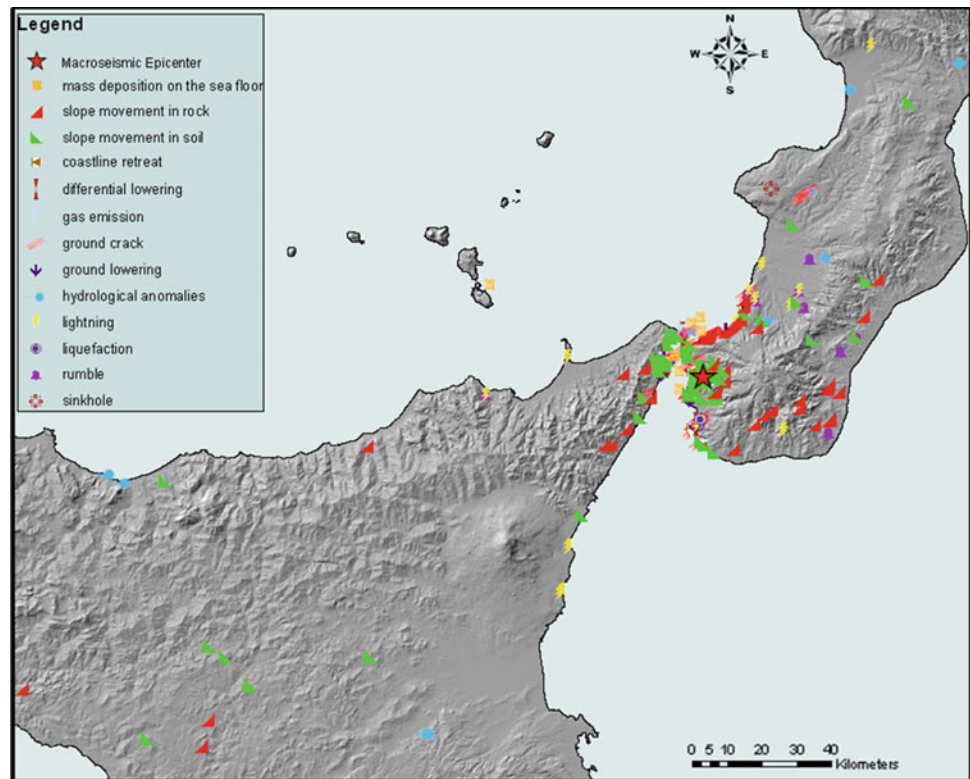 Legend
Macroseismic Epicenter
mass deposition on the sea floor
slope movement in rock
slope movement in soil
coastline retreat
differential lowering
gas emission
ground crack
ground lowering
hydrological anomalies
lightning
liquefaction
rumble
sinkhole
N
W E
S
0 5 10 20 30 40
Kilometers